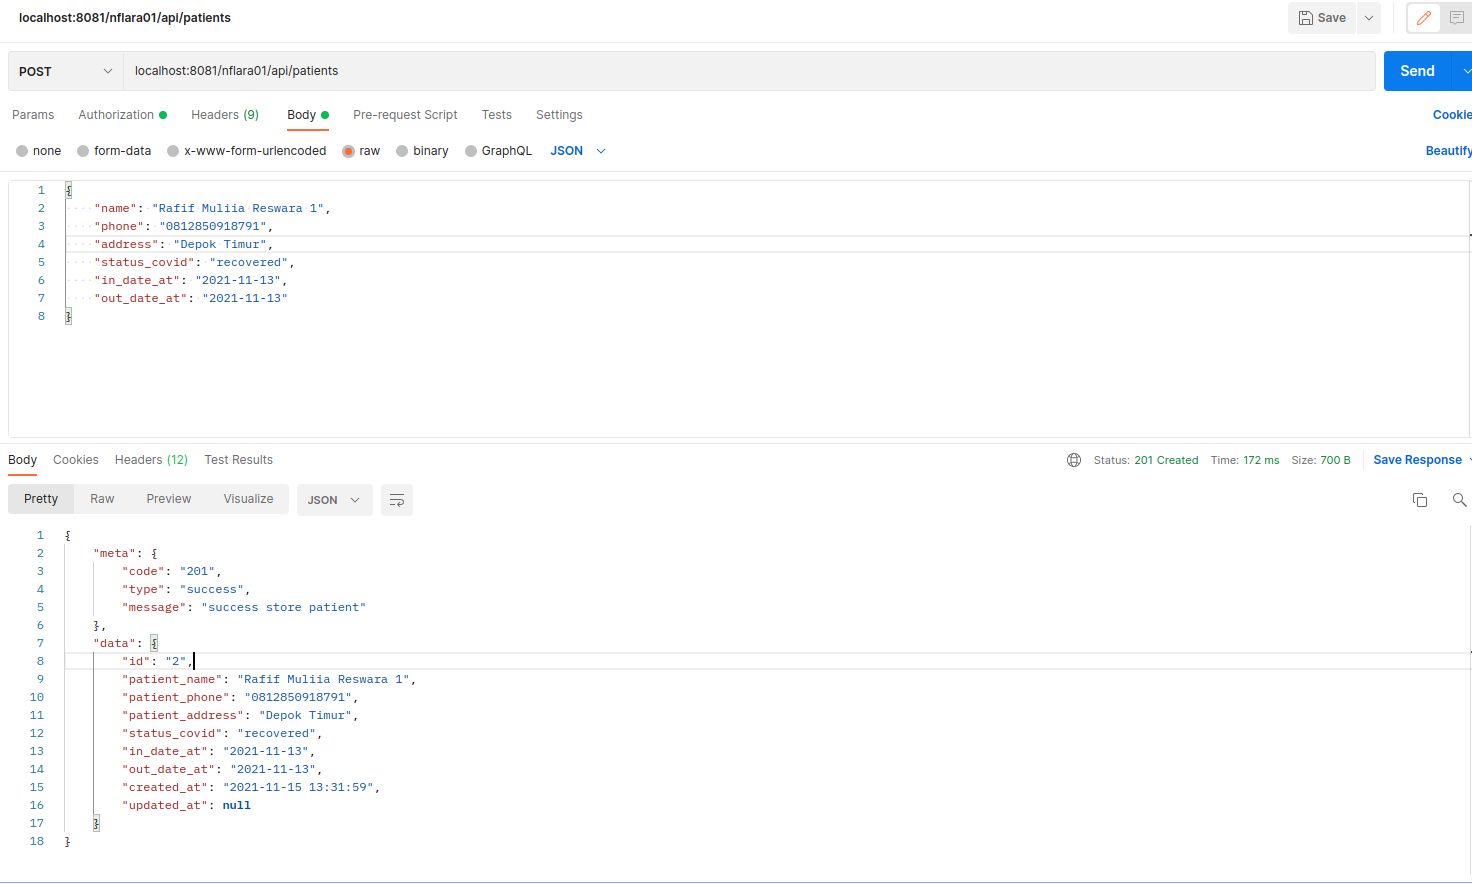 localhost:8081/nflara01/api/patients
Save
POST
localhost:8081/nflara01/api/patients
Send
Params Authorization Headers (9) Body Pre-request Script Tests Settings Cookie
none form-data x-www-form-urlencoded raw binary GraphQL JSON Beautify
1 {
2 "name": "Rafif Muliia Reswara 1",
3 "phone": "0812850918791",
4 "address": "Depok Timur",
5 "status_covid": "recovered",
6 "in_date_at": "2021-11-13",
7 "out_date_at": "2021-11-13"
8 }
Body Cookies Headers (12) Test Results Status: 201 Created Time: 172 ms Size: 700 B Save Response
Pretty Raw Preview Visualize JSON
1 {
2 "meta": {
3 "code": "201",
4 "type": "success",
5 "message": "success store patient"
6 },
7 "data": {
8 "id": "2",
9 "patient_name": "Rafif Muliia Reswara 1",
10 "patient_phone": "0812850918791",
11 "patient_address": "Depok Timur",
12 "status_covid": "recovered",
13 "in_date_at": "2021-11-13",
14 "out_date_at": "2021-11-13",
15 "created_at": "2021-11-15 13:31:59",
16 "updated_at": null
17 }
18 }